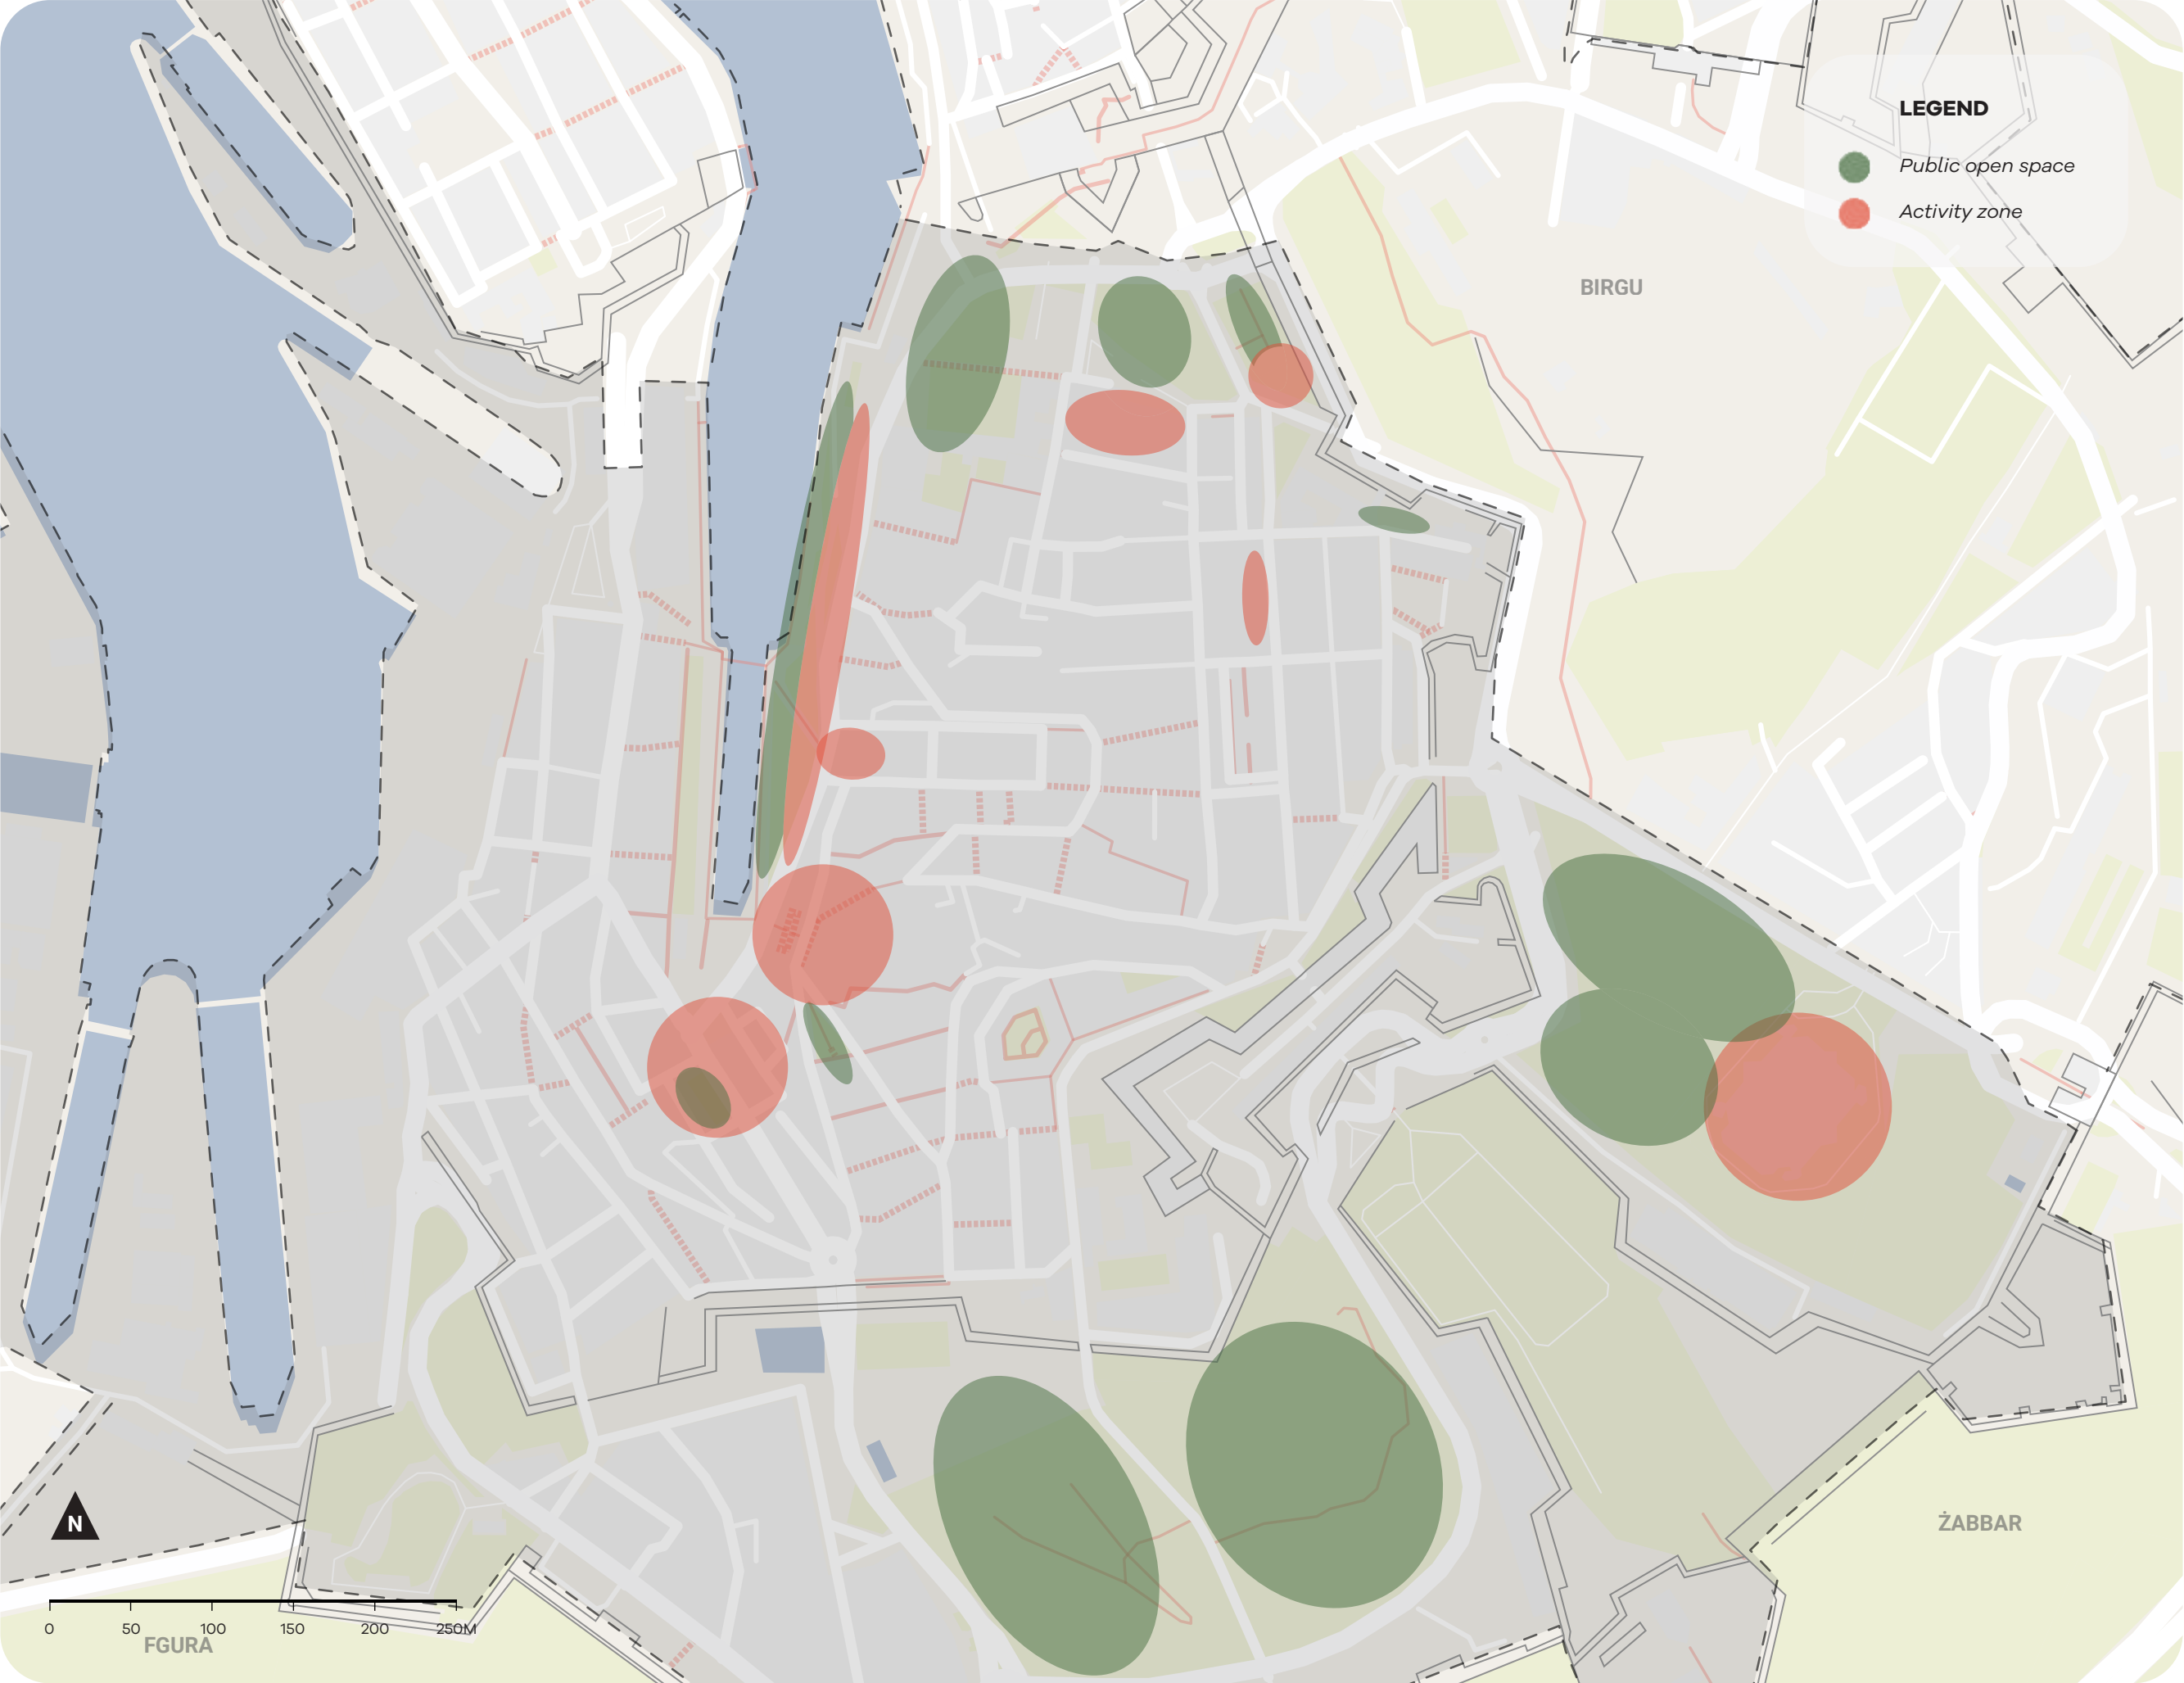 LEGEND
Public open space
Activity zone
BIRGU
ŻABBAR
N
0 50 100 150 200 250M
FGURA